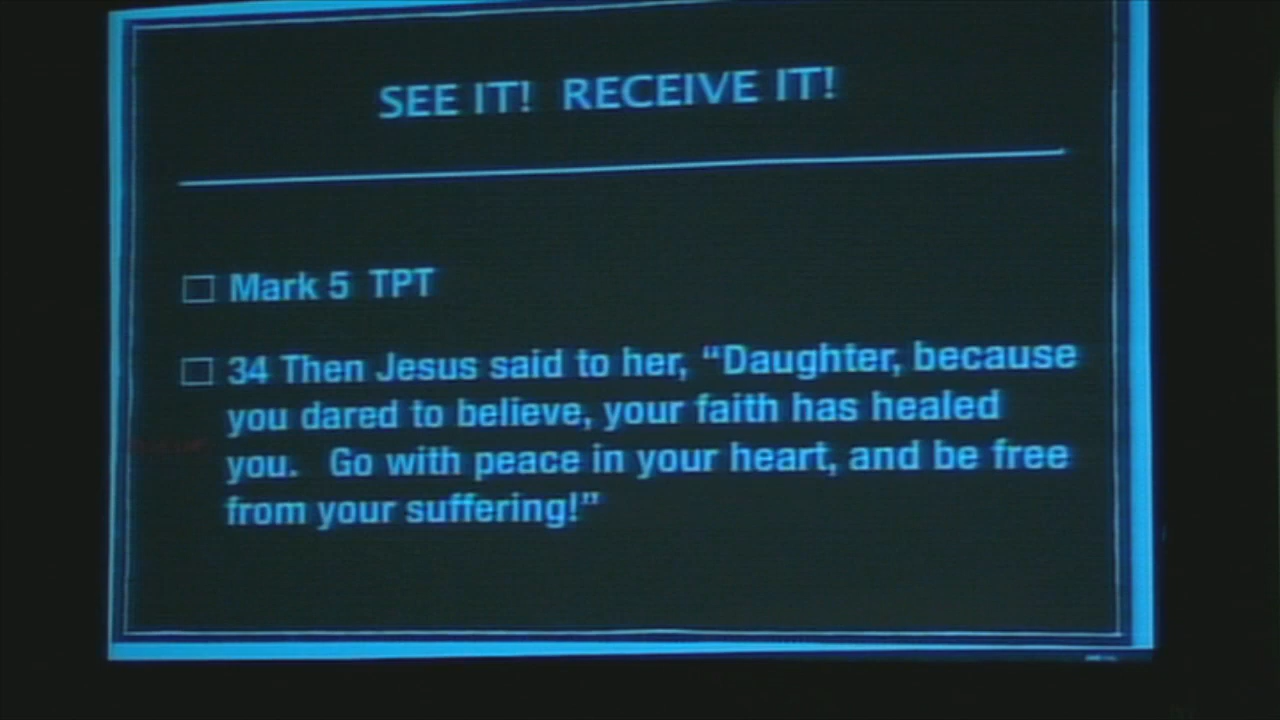 SEE IT! RECEIVE IT!
Mark 5 TPT
34 Then Jesus said to her, “Daughter, because
you dared to believe, your faith has healed
you. Go with peace in your heart, and be free
from your suffering!”